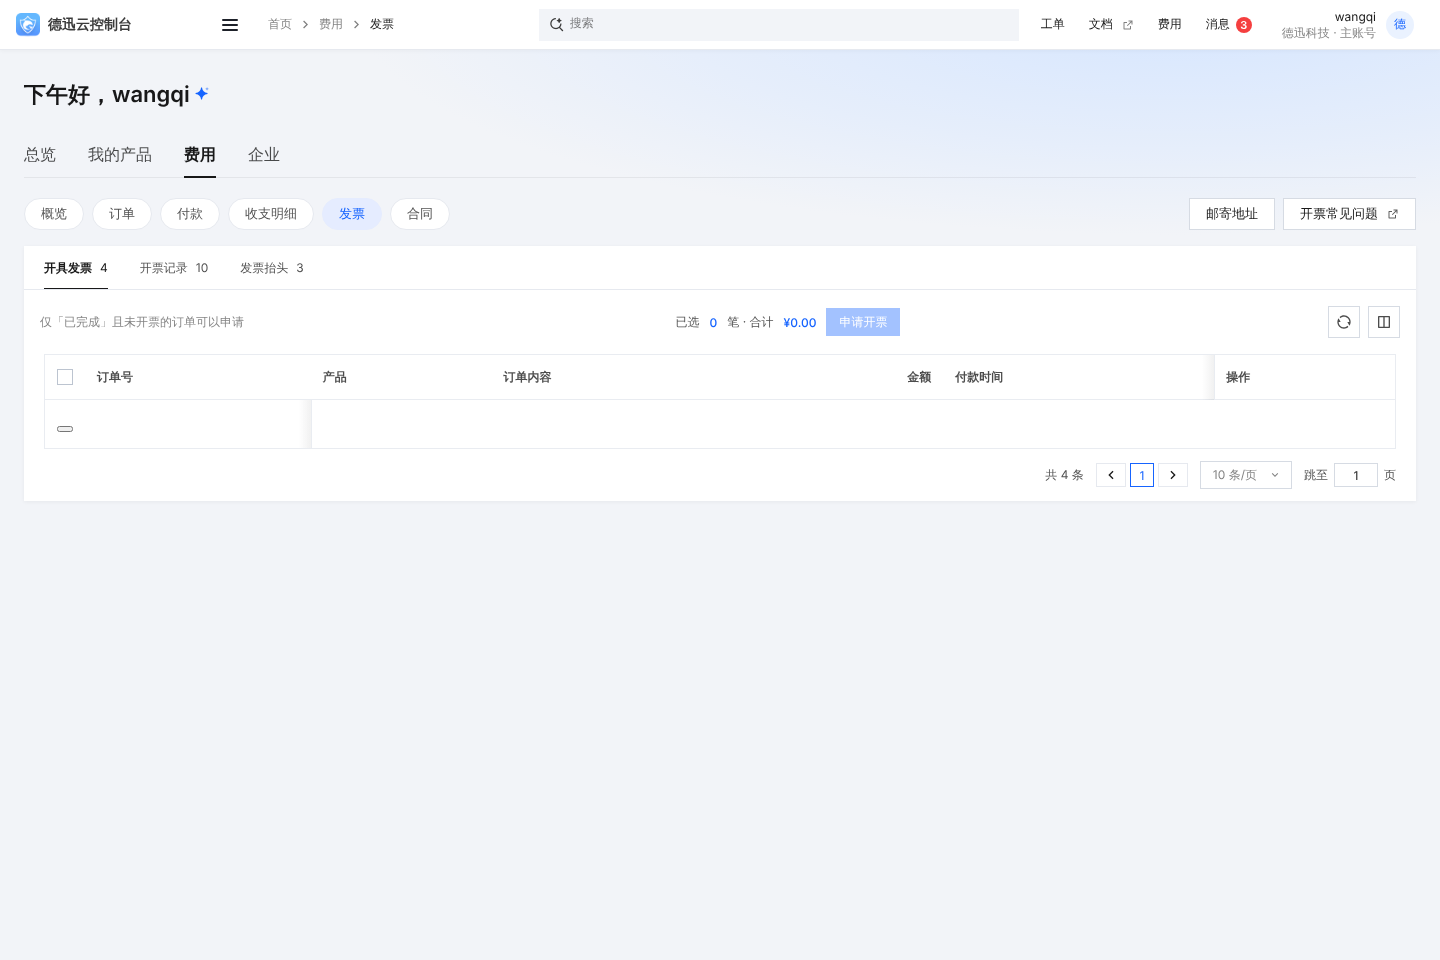 德迅云控制台
首页 费用 发票
搜索
工单 文档 费用 消息 3
wangqi
德迅科技 · 主账号
德
下午好，wangqi
总览 我的产品 费用 企业
概览 订单 付款 收支明细 发票 合同
邮寄地址 开票常见问题
开具发票 4 开票记录 10 发票抬头 3
仅「已完成」且未开票的订单可以申请
已选 0 笔 · 合计 ¥0.00 申请开票
订单号 产品 订单内容 金额 付款时间 操作
共 4 条 1 10 条/页 跳至 1 页